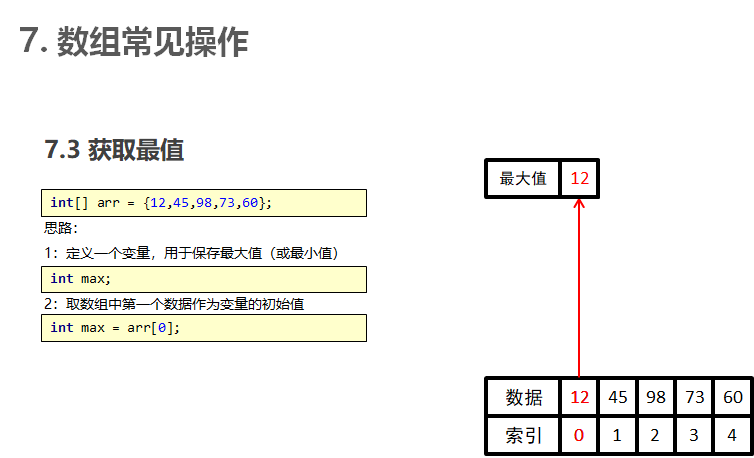 7. 数组常见操作
7.3 获取最值
int[] arr = {12,45,98,73,60};
思路：
1：定义一个变量，用于保存最大值（或最小值）
int max;
2：取数组中第一个数据作为变量的初始值
int max = arr[0];
最大值 12
数据 12 45 98 73 60
索引 0 1 2 3 4